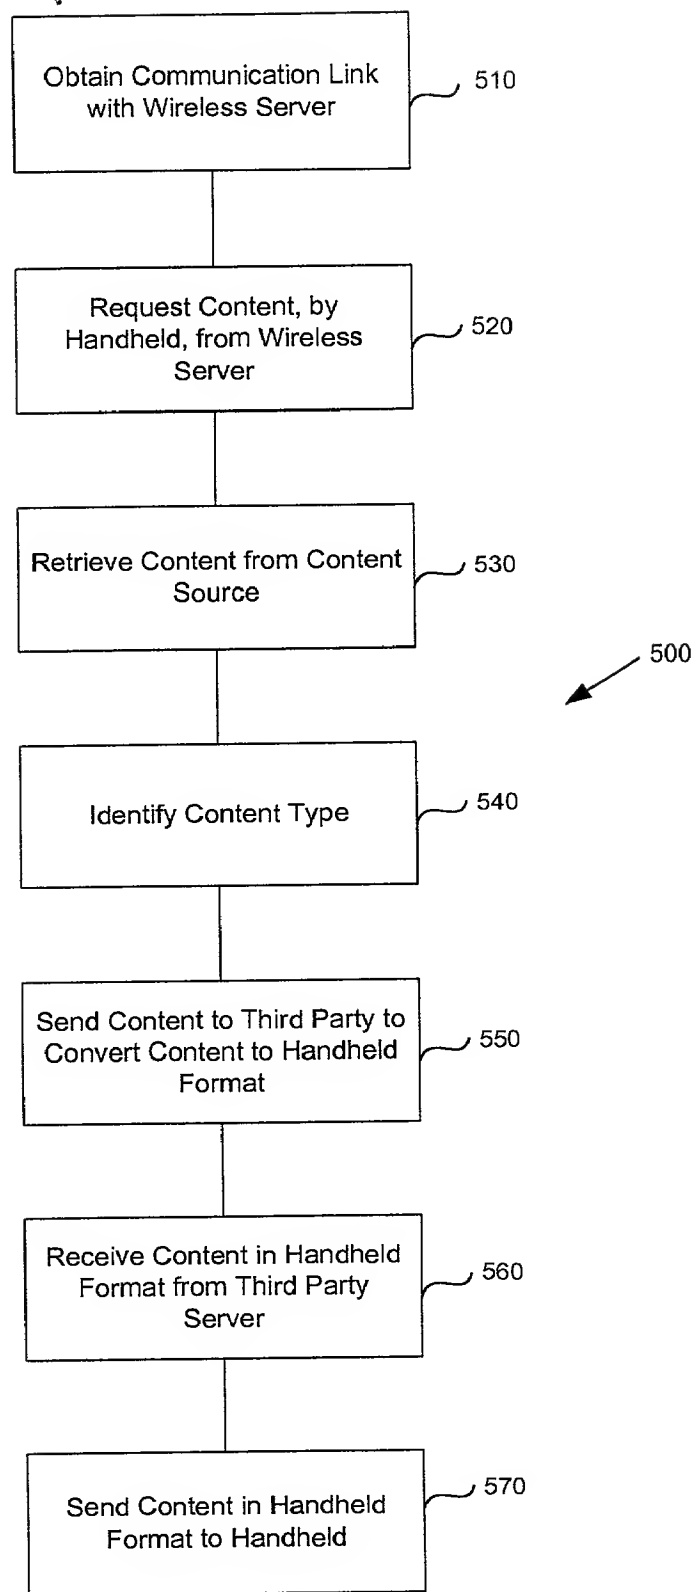 Obtain Communication Link
with Wireless Server
510
Request Content, by
Handheld, from Wireless
Server
520
Retrieve Content from Content
Source
530
500
Identify Content Type
540
Send Content to Third Party to
Convert Content to Handheld
Format
550
Receive Content in Handheld
Format from Third Party
Server
560
Send Content in Handheld
Format to Handheld
570